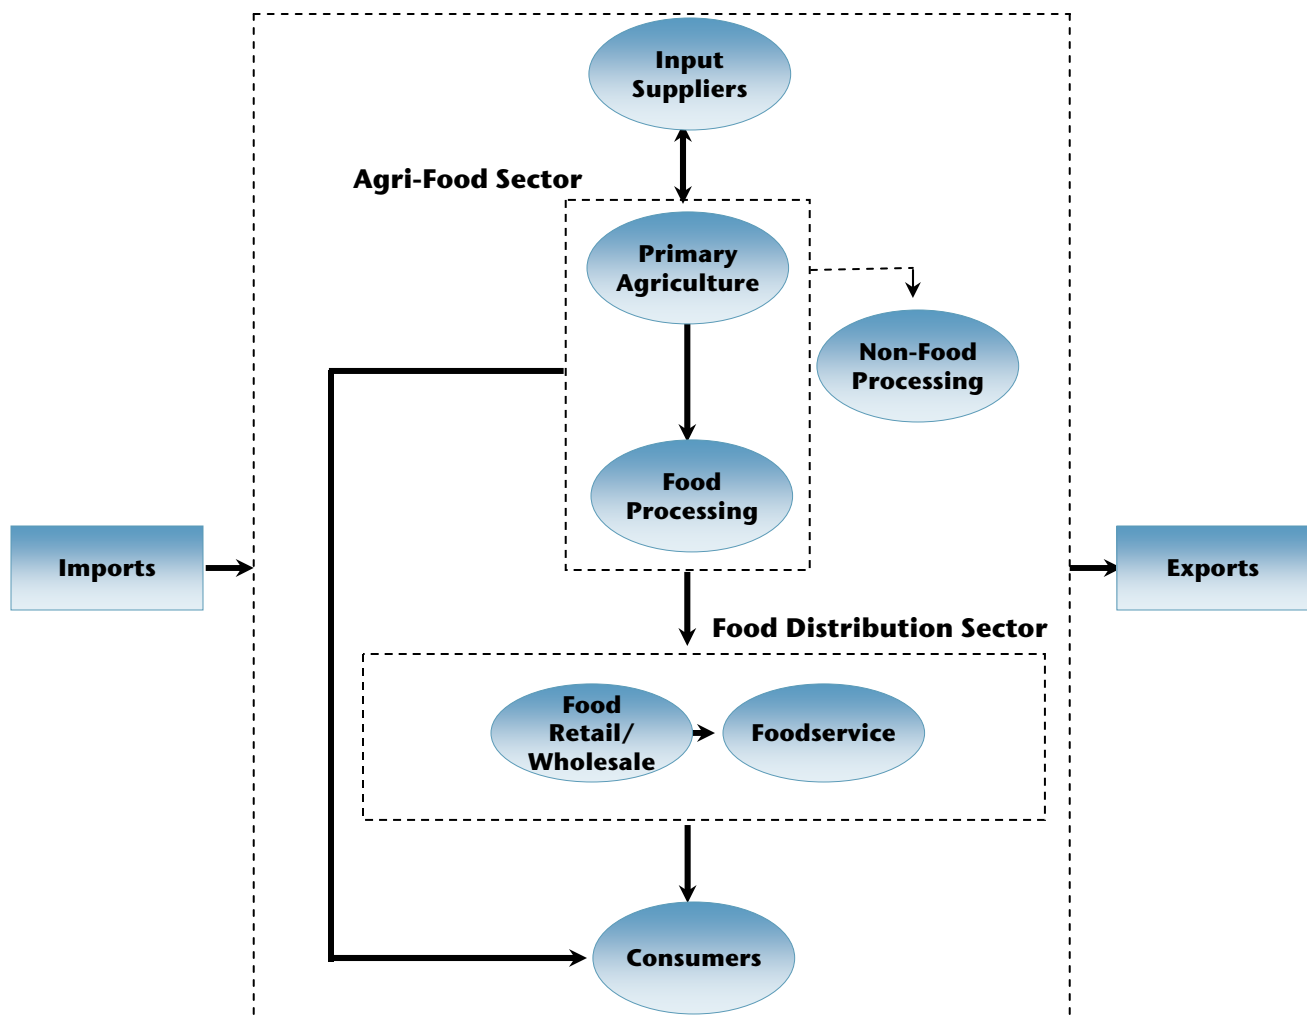 Input
Suppliers
Agri-Food Sector
Primary
Agriculture
Non-Food
Processing
Food
Processing
Imports
Exports
Food Distribution Sector
Food
Retail/
Wholesale
Foodservice
Consumers